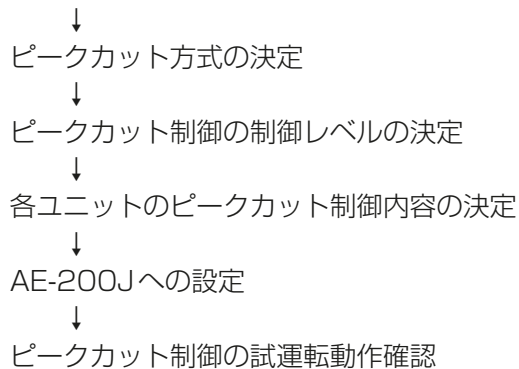 ↓
ピークカット方式の決定
↓
ピークカット制御の制御レベルの決定
↓
各ユニットのピークカット制御内容の決定
↓
AE-200Jへの設定
↓
ピークカット制御の試運転動作確認